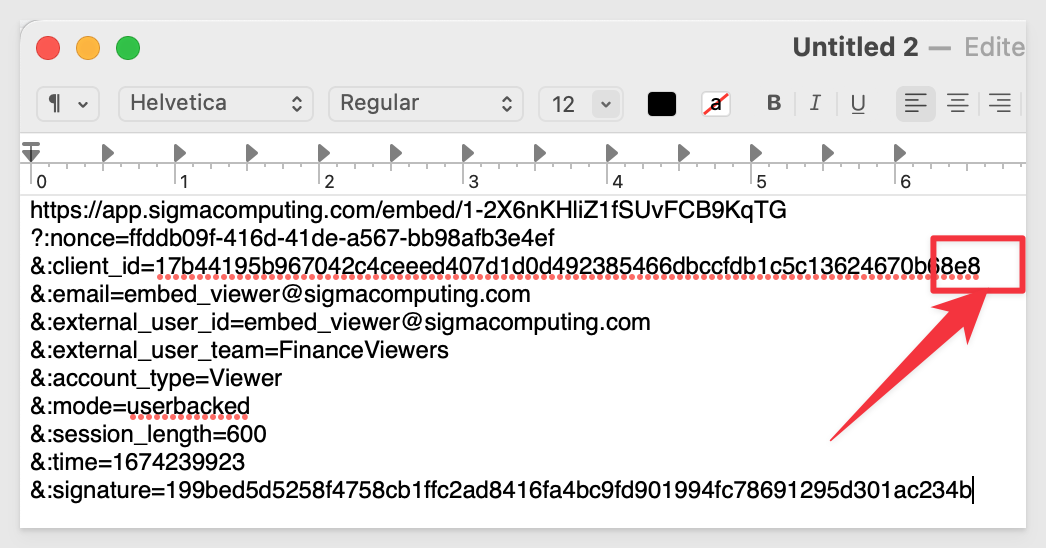 Untitled 2 — Edite
¶ Helvetica Regular 12 a B I U
0 1 2 3 4 5 6
https://app.sigmacomputing.com/embed/1-2X6nKHliZ1fSUvFCB9KqTG
?:nonce=ffddb09f-416d-41de-a567-bb98afb3e4ef
&:client_id=17b44195b967042c4ceeed407d1d0d492385466dbccfdb1c5c13624670b68e8
&:email=embed_viewer@sigmacomputing.com
&:external_user_id=embed_viewer@sigmacomputing.com
&:external_user_team=FinanceViewers
&:account_type=Viewer
&:mode=userbacked
&:session_length=600
&:time=1674239923
&:signature=199bed5d5258f4758cb1ffc2ad8416fa4bc9fd901994fc78691295d301ac234b